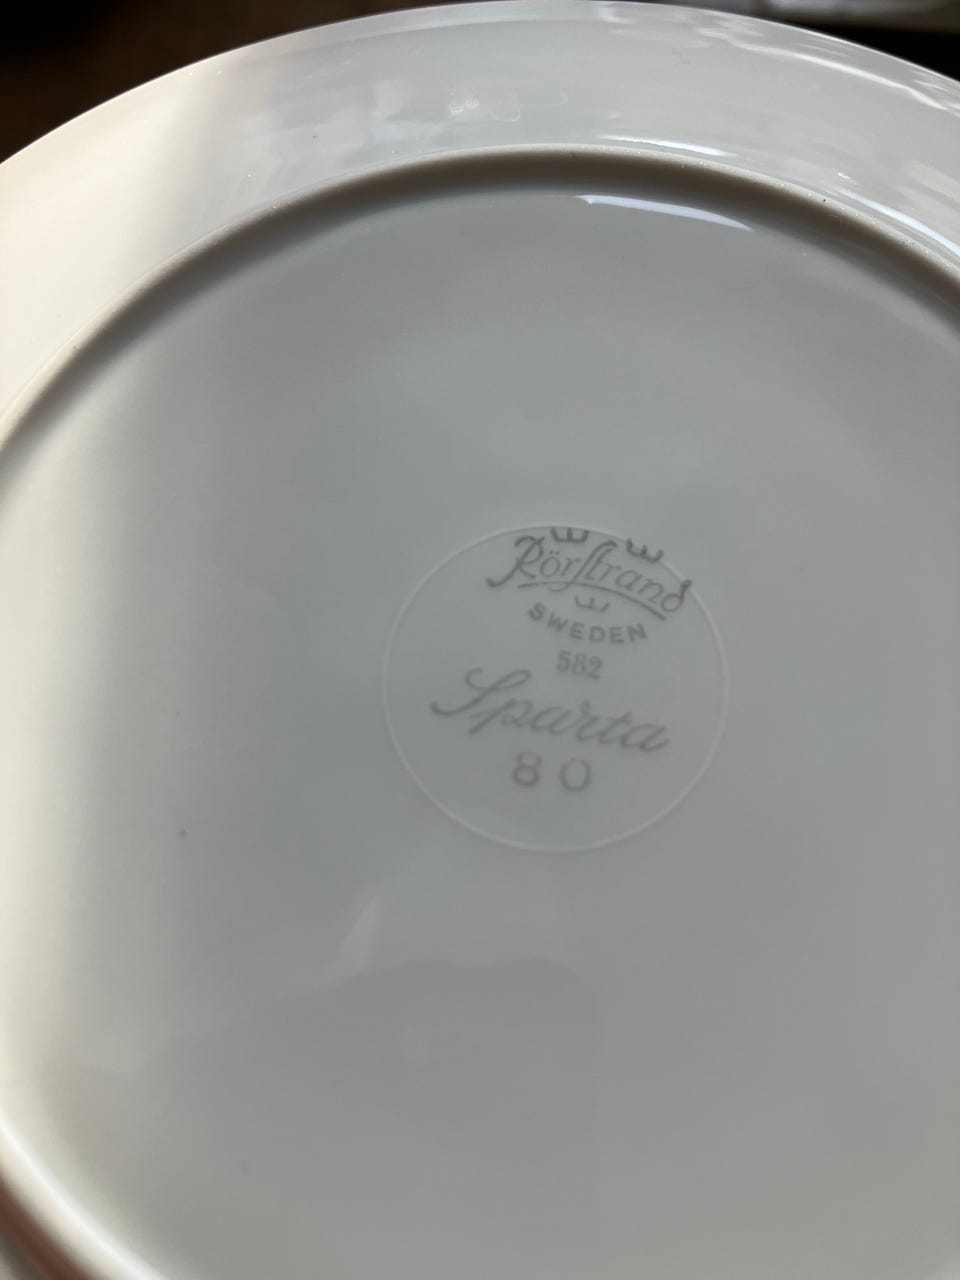 Rörstrand
SWEDEN
582
Sparta
80